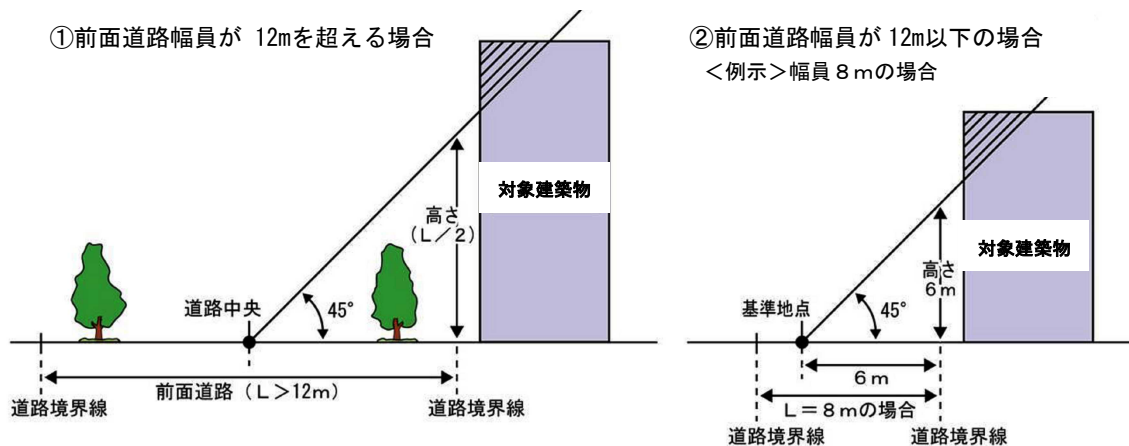 ①前面道路幅員が 12mを超える場合
対象建築物
高さ
(L／2)
道路中央
45°
前面道路（L＞12m）
道路境界線
道路境界線
②前面道路幅員が 12m以下の場合
＜例示＞幅員８ｍの場合
対象建築物
高さ
6ｍ
基準地点
45°
6ｍ
L＝8ｍの場合
道路境界線
道路境界線